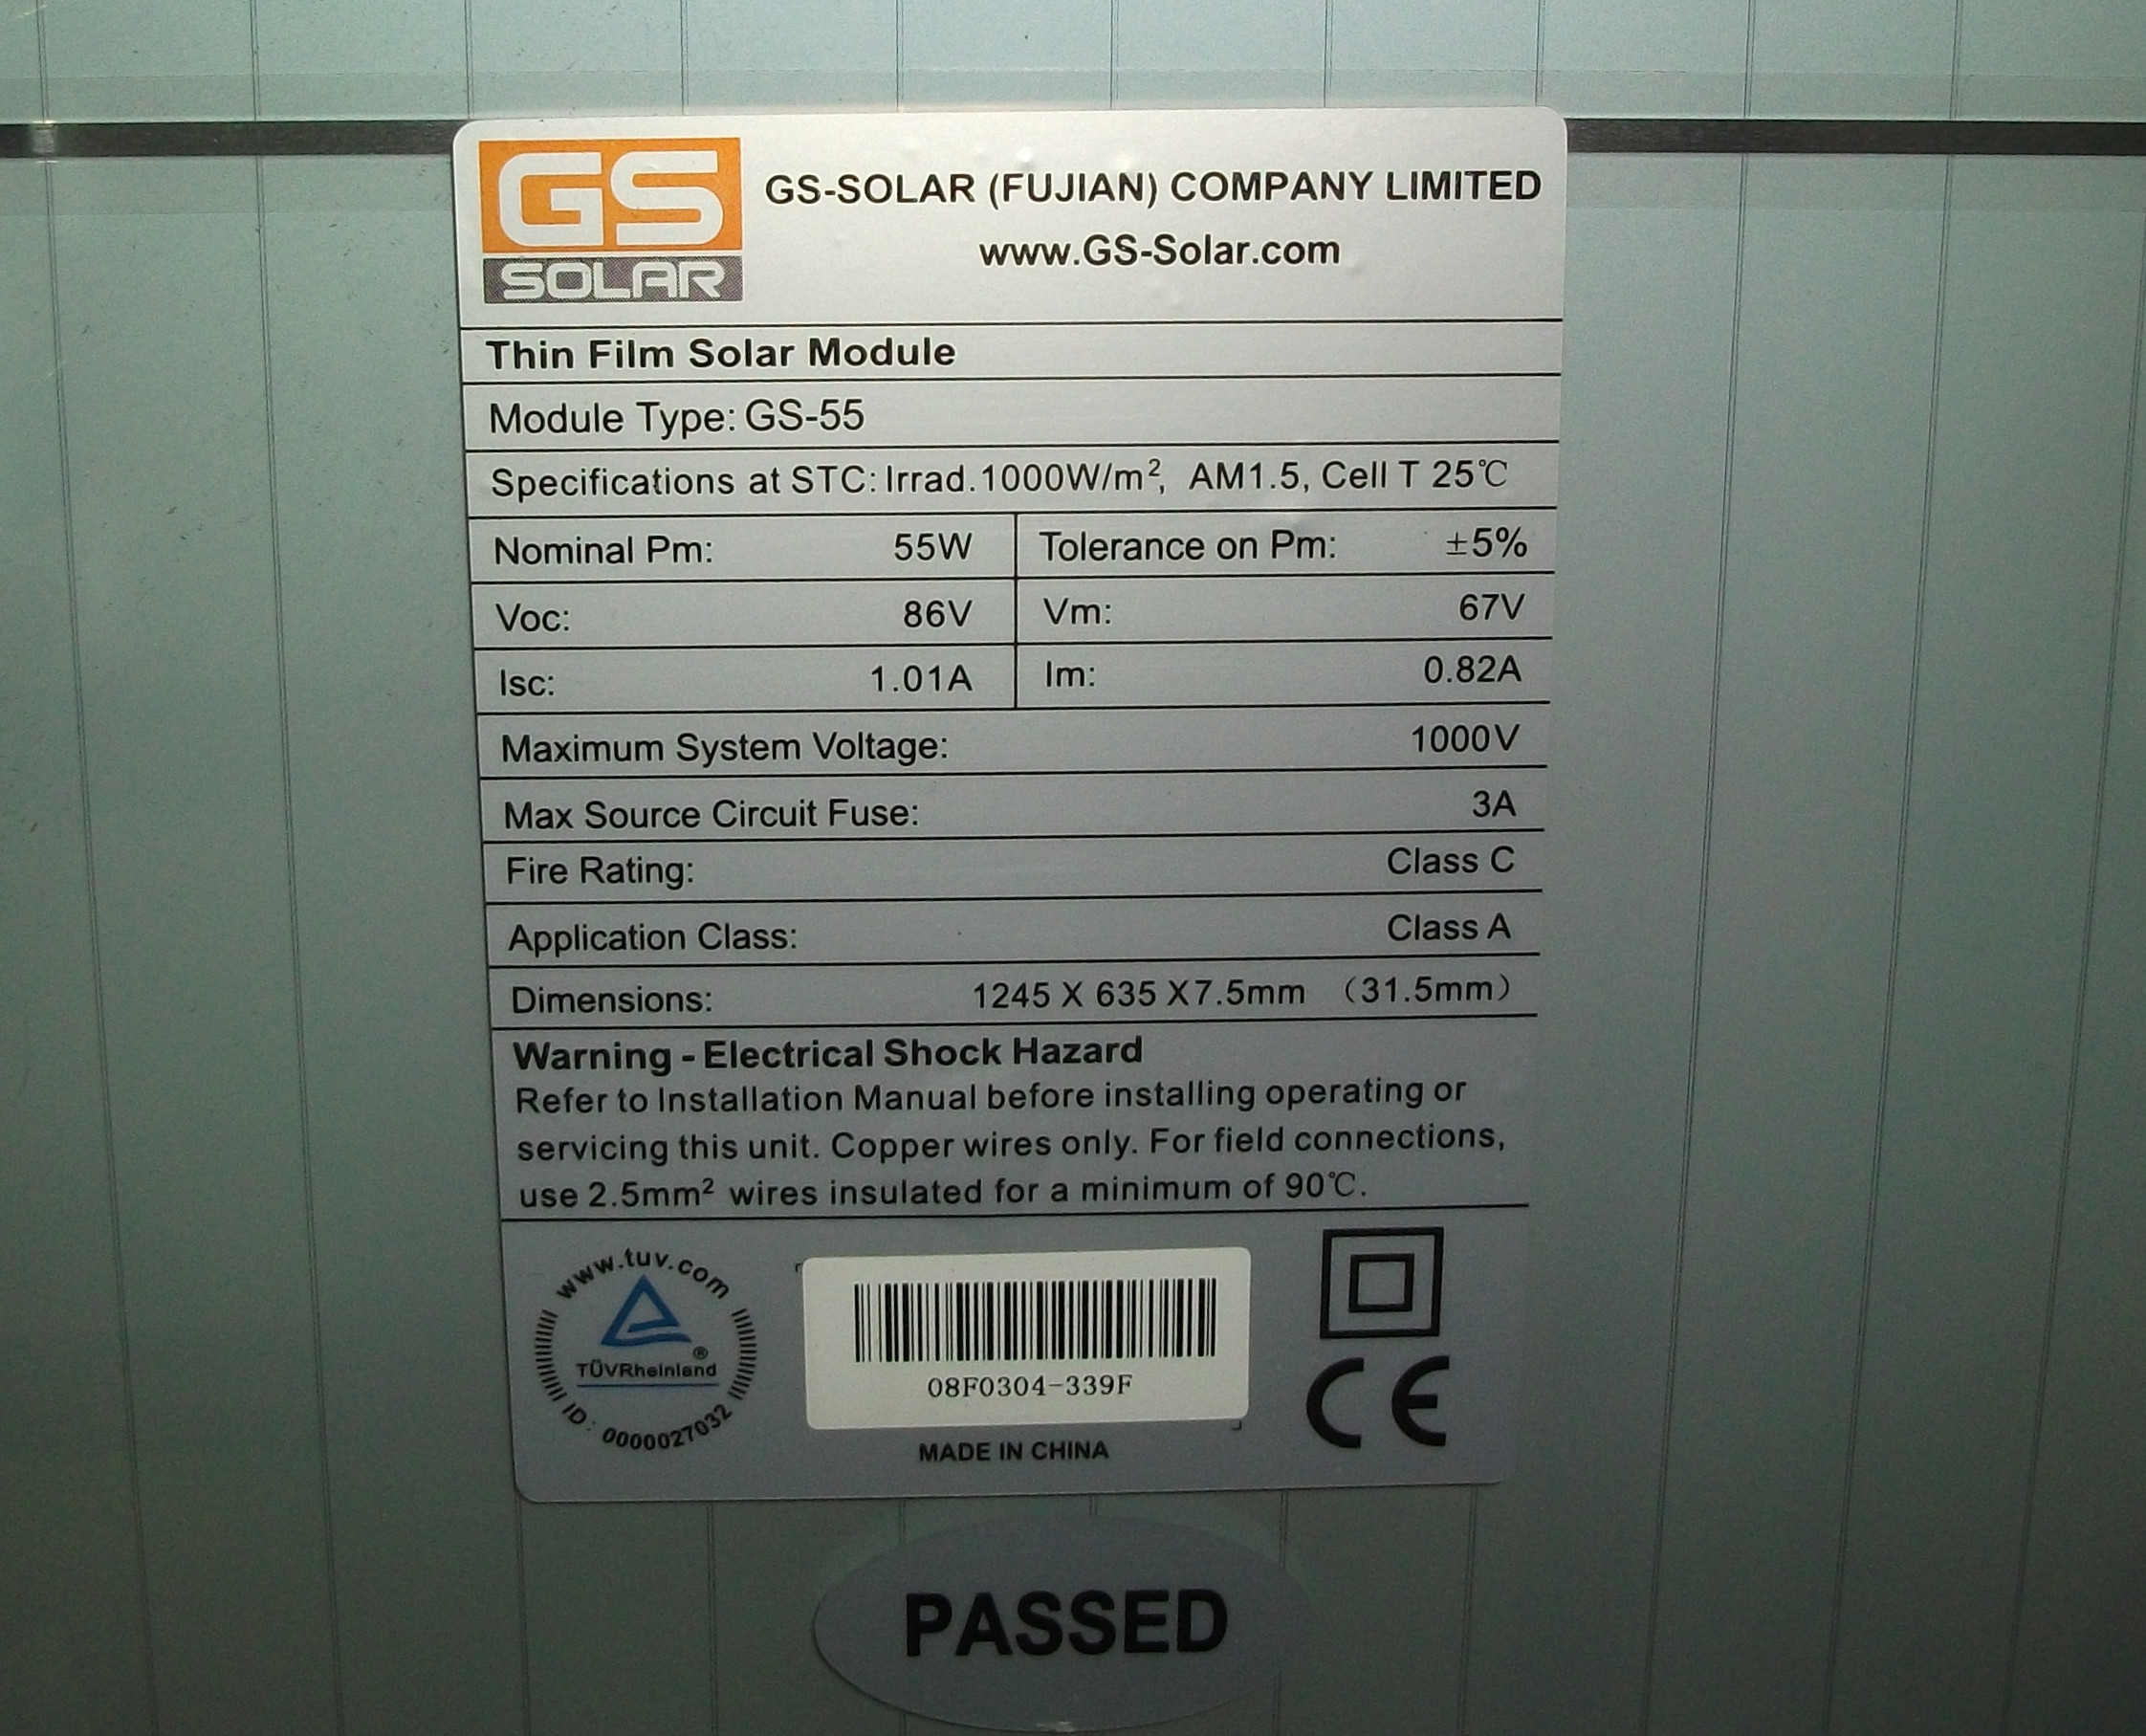 GS
SOLAR
GS-SOLAR (FUJIAN) COMPANY LIMITED
www.GS-Solar.com
Thin Film Solar Module
Module Type: GS-55
Specifications at STC: Irrad.1000W/m², AM1.5, Cell T 25℃
Nominal Pm: 55W Tolerance on Pm: ±5%
Voc: 86V Vm: 67V
Isc: 1.01A Im: 0.82A
Maximum System Voltage: 1000V
Max Source Circuit Fuse: 3A
Fire Rating: Class C
Application Class: Class A
Dimensions: 1245 X 635 X7.5mm （31.5mm）
Warning - Electrical Shock Hazard
Refer to Installation Manual before installing operating or
servicing this unit. Copper wires only. For field connections,
use 2.5mm² wires insulated for a minimum of 90℃.
www.tuv.com
TÜVRheinland®
ID: 0000027032
08F0304-339F
MADE IN CHINA
CE
PASSED